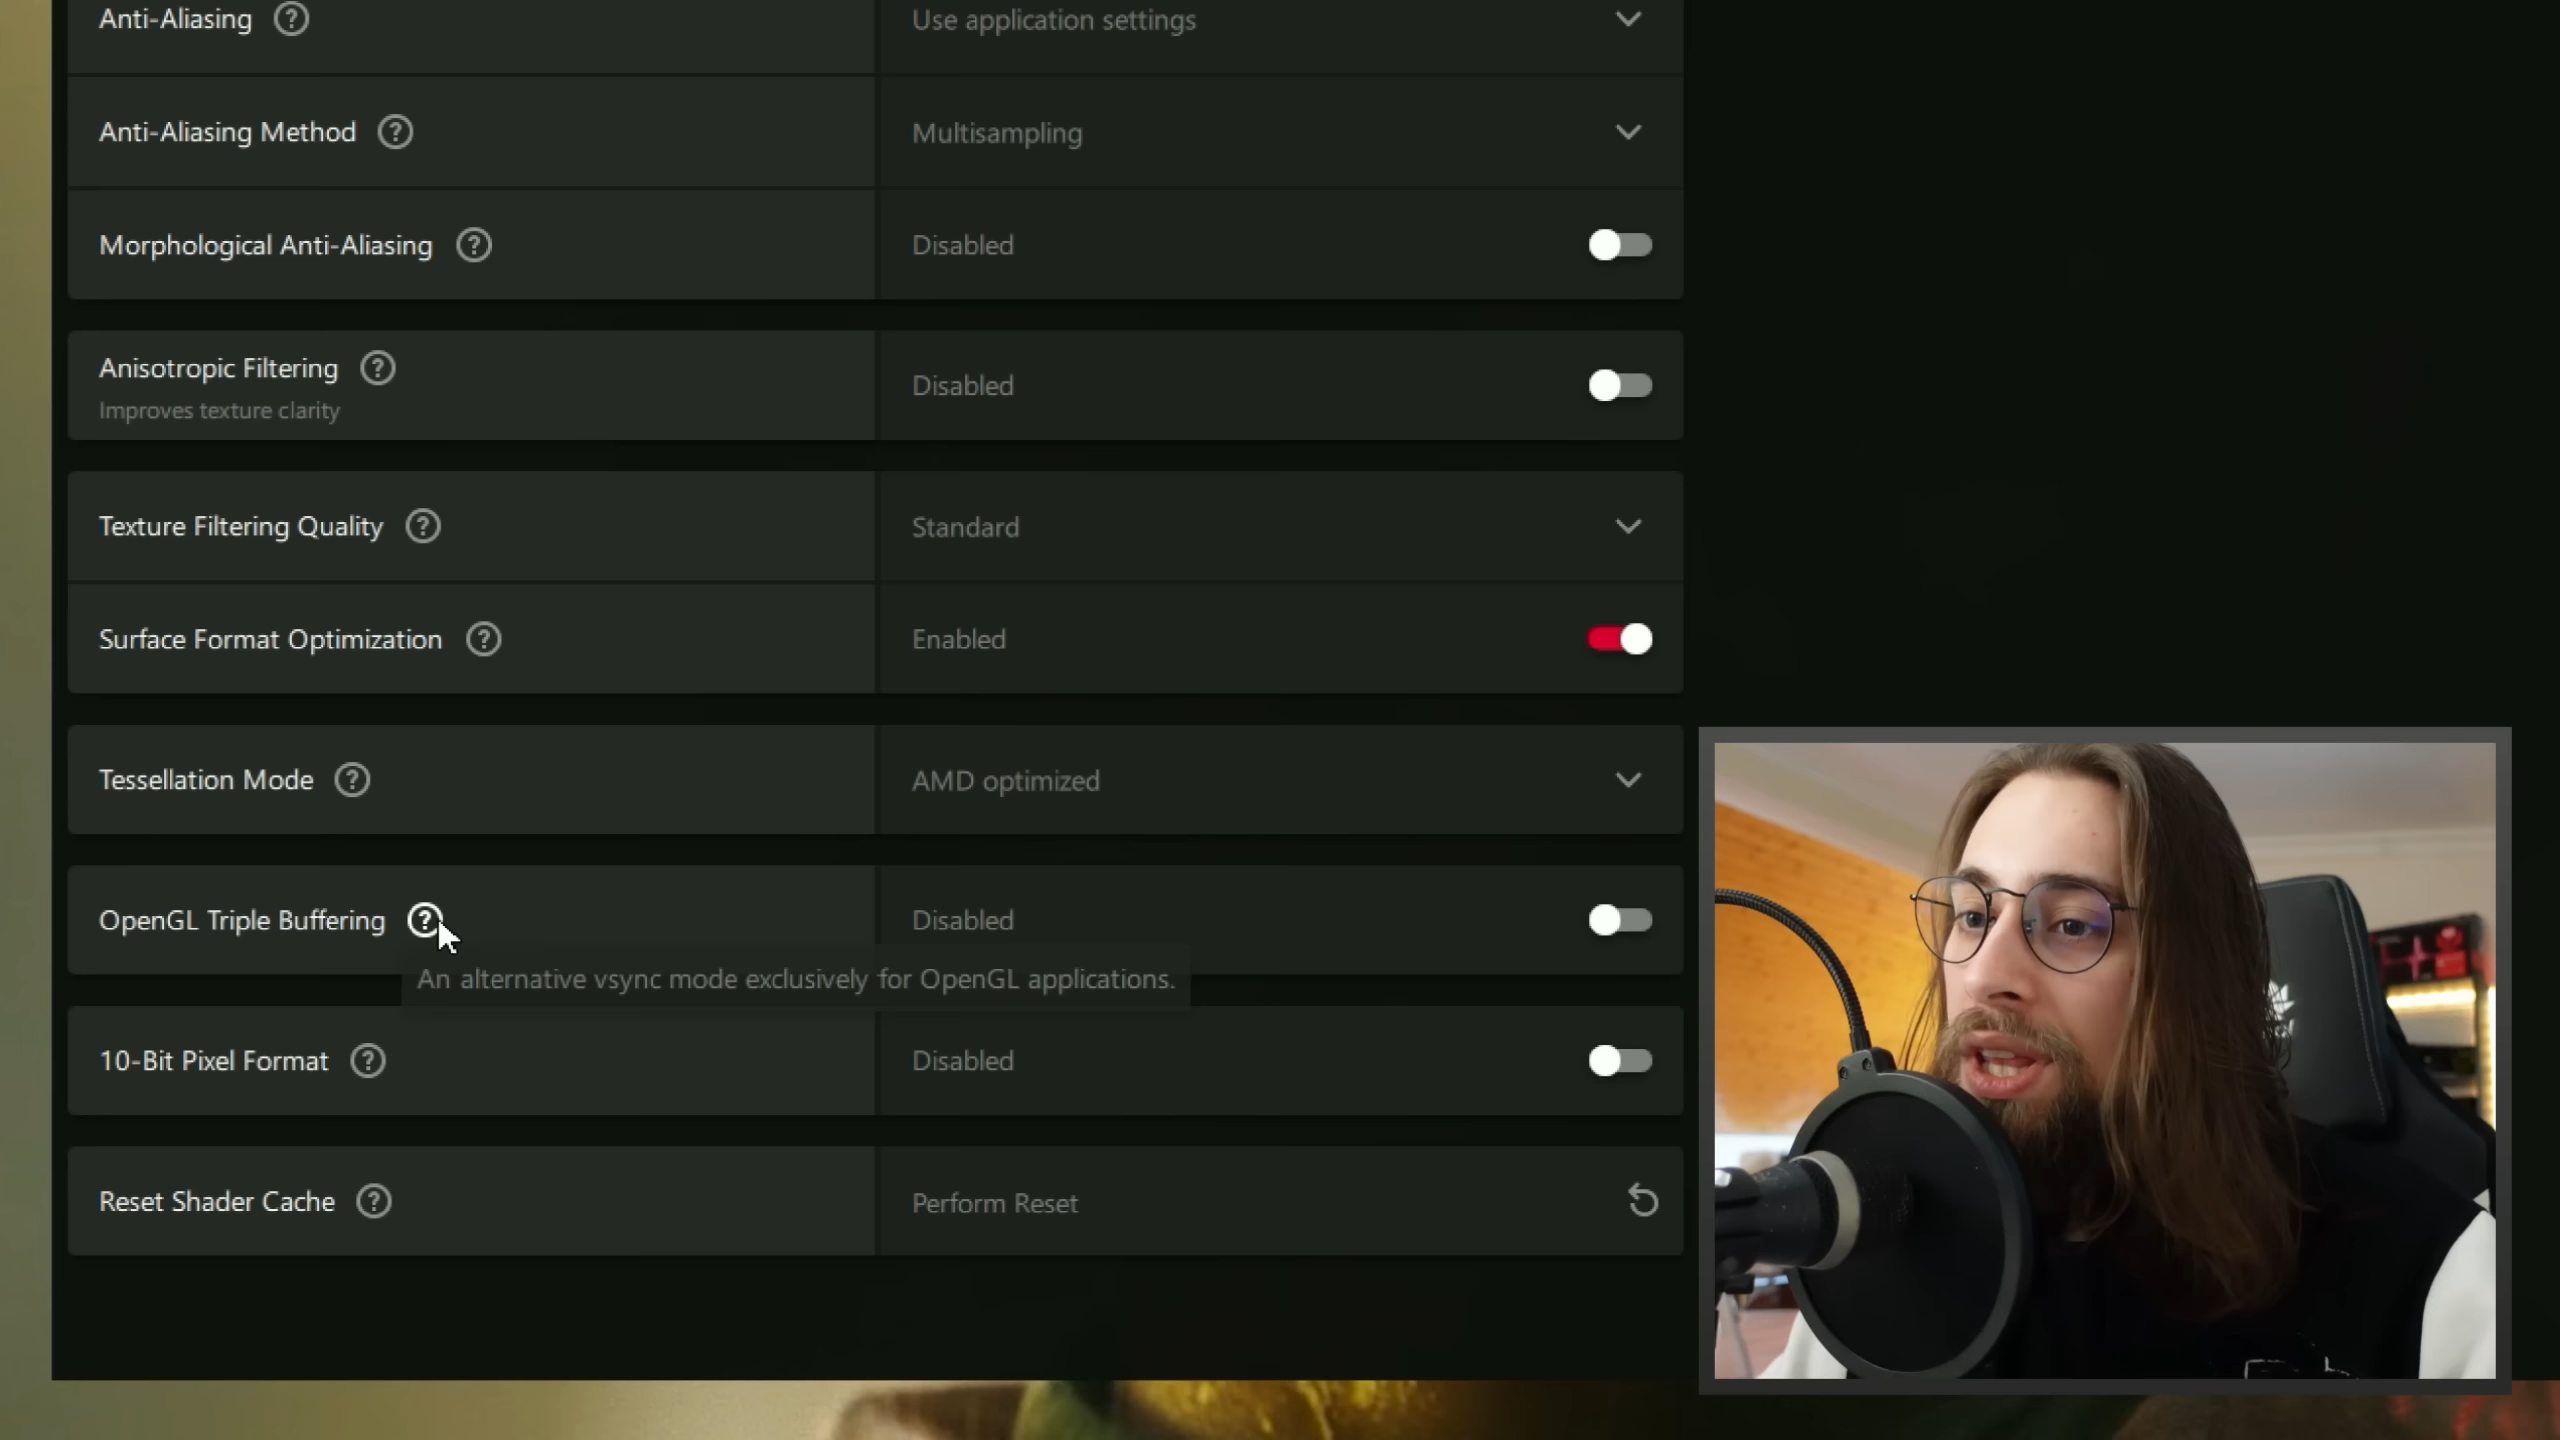 Anti-Aliasing
Use application settings
Anti-Aliasing Method
Multisampling
Morphological Anti-Aliasing
Disabled
Anisotropic Filtering
Improves texture clarity
Disabled
Texture Filtering Quality
Standard
Surface Format Optimization
Enabled
Tessellation Mode
AMD optimized
OpenGL Triple Buffering
Disabled
An alternative vsync mode exclusively for OpenGL applications.
10-Bit Pixel Format
Disabled
Reset Shader Cache
Perform Reset